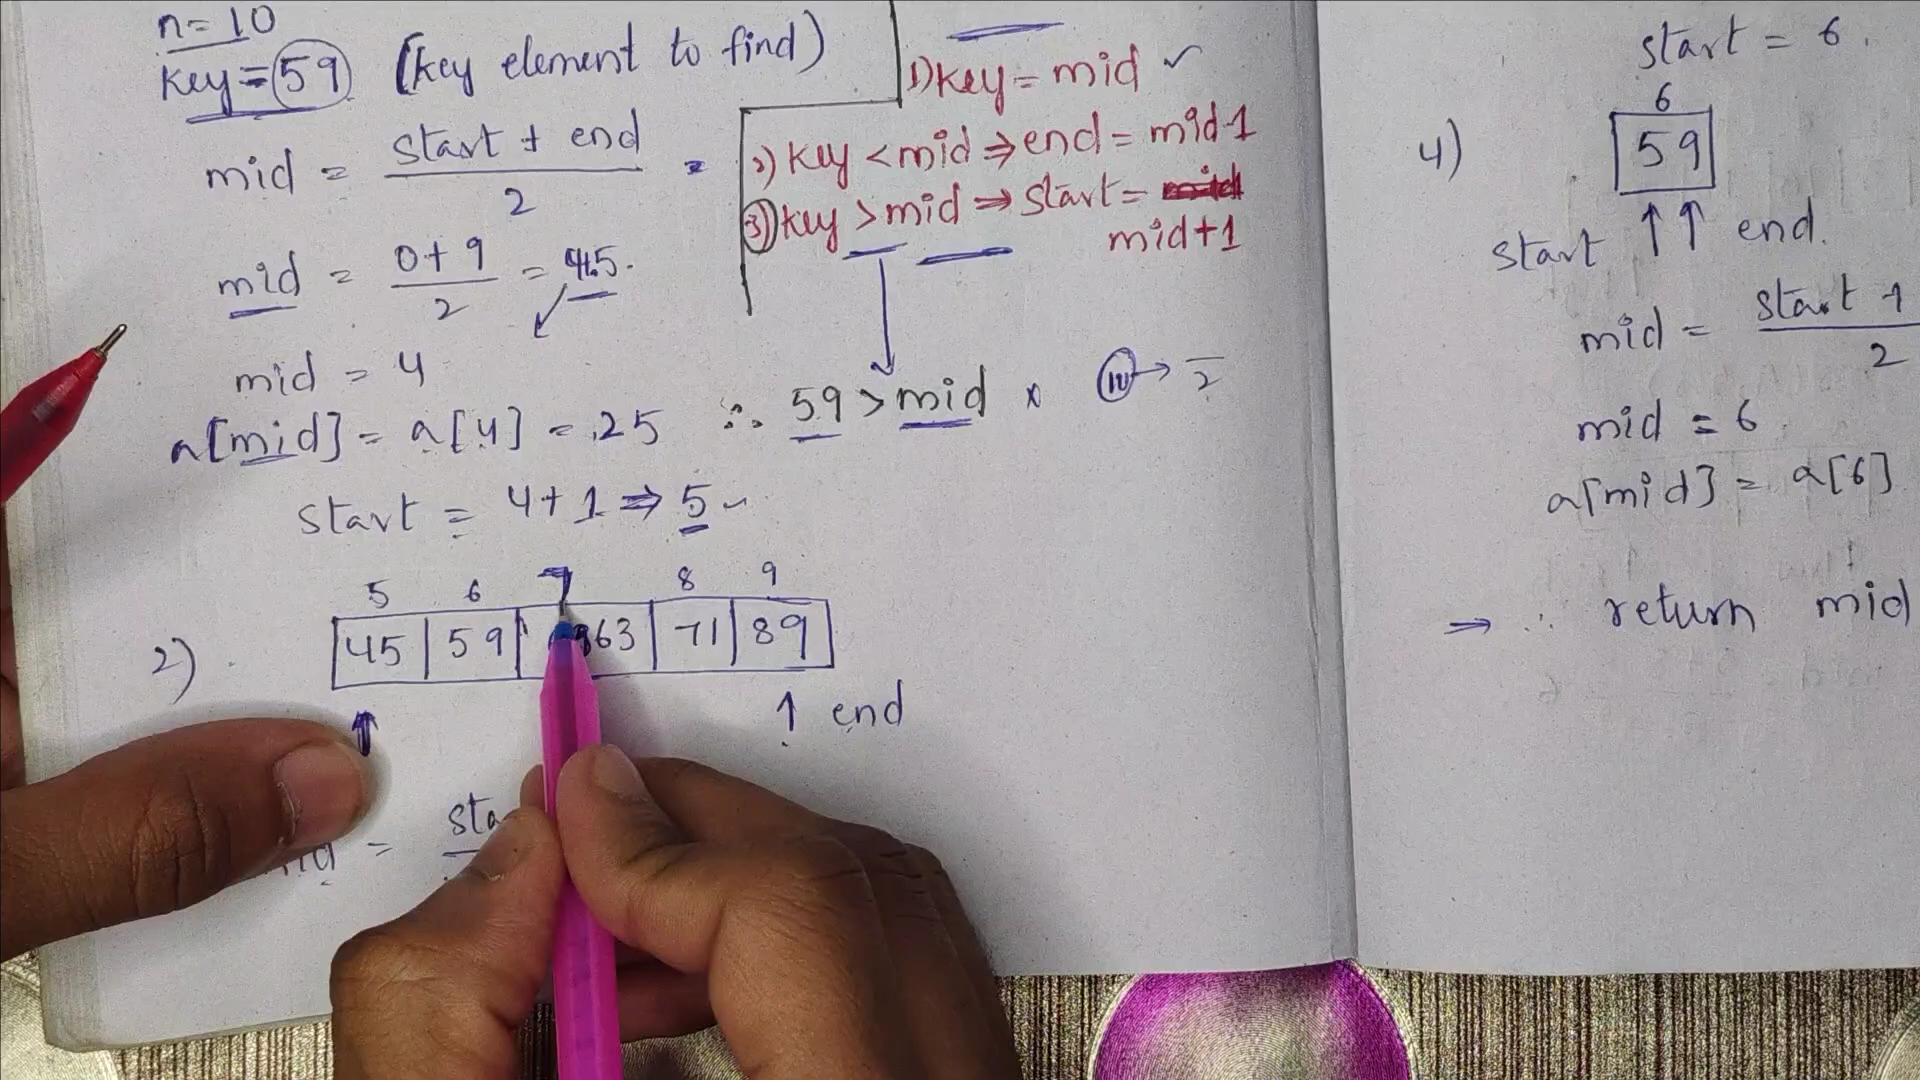 n=10
key=59 (key element to find)
mid = start + end / 2
mid = 0+9 / 2 = 4.5.
mid = 4
a[mid] = a[4] = 25 ∴ 59 > mid
start = 4+1 ⇒ 5
5 6 7 8 9
2) 45 59 63 71 89
↑ ↑ end
=
1) key = mid ✓
2) key < mid ⇒ end = mid-1
3) key > mid ⇒ start =
mid+1
start = 6.
6
4) 59
start ↑↑ end.
mid = start + / 2
mid = 6
a[mid] = a[6]
⇒ ∴ return mid